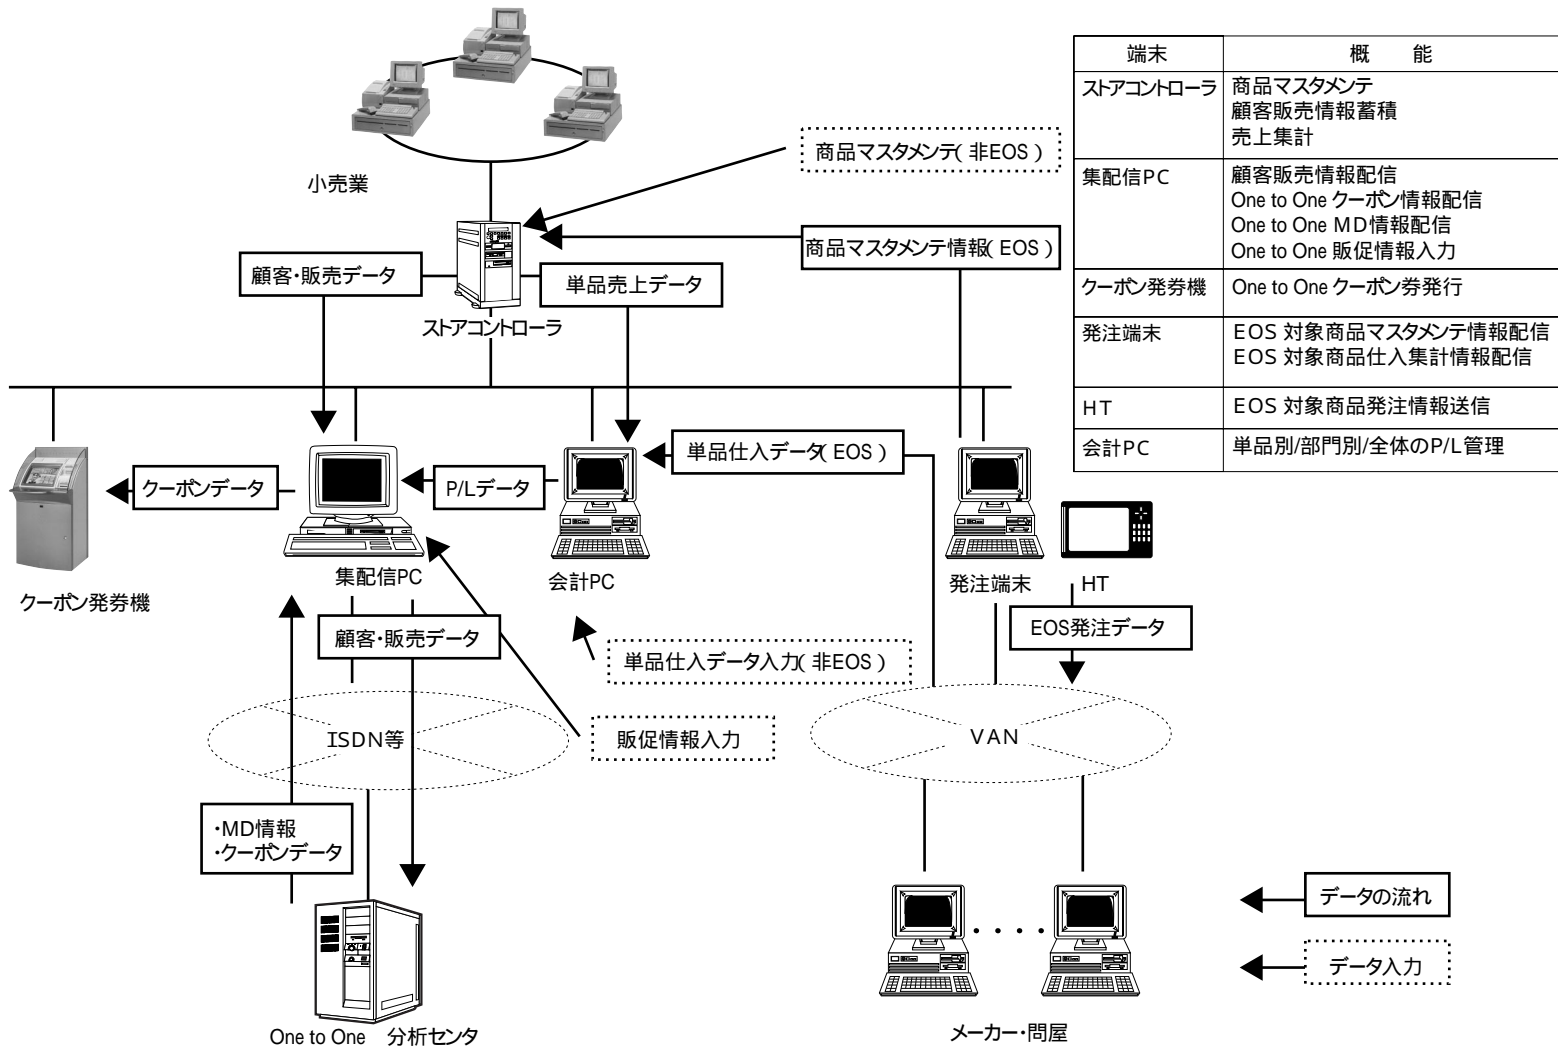 端末 概 能
ストアコントローラ 商品マスタメンテ
顧客販売情報蓄積
売上集計
集配信PC 顧客販売情報配信
One to One クーポン情報配信
One to One MD情報配信
One to One 販促情報入力
クーポン発券機 One to One クーポン券発行
発注端末 EOS 対象商品マスタメンテ情報配信
EOS 対象商品仕入集計情報配信
HT EOS 対象商品発注情報送信
会計PC 単品別/部門別/全体のP/L管理
小売業
商品マスタメンテ(非EOS)
商品マスタメンテ情報(EOS)
顧客・販売データ
単品売上データ
ストアコントローラ
単品仕入データ(EOS)
クーポンデータ
P/Lデータ
クーポン発券機
集配信PC
会計PC
発注端末
HT
顧客・販売データ
EOS発注データ
単品仕入データ入力(非EOS)
販促情報入力
ISDN等
VAN
・MD情報
・クーポンデータ
データの流れ
データ入力
One to One 分析センタ
メーカー・問屋